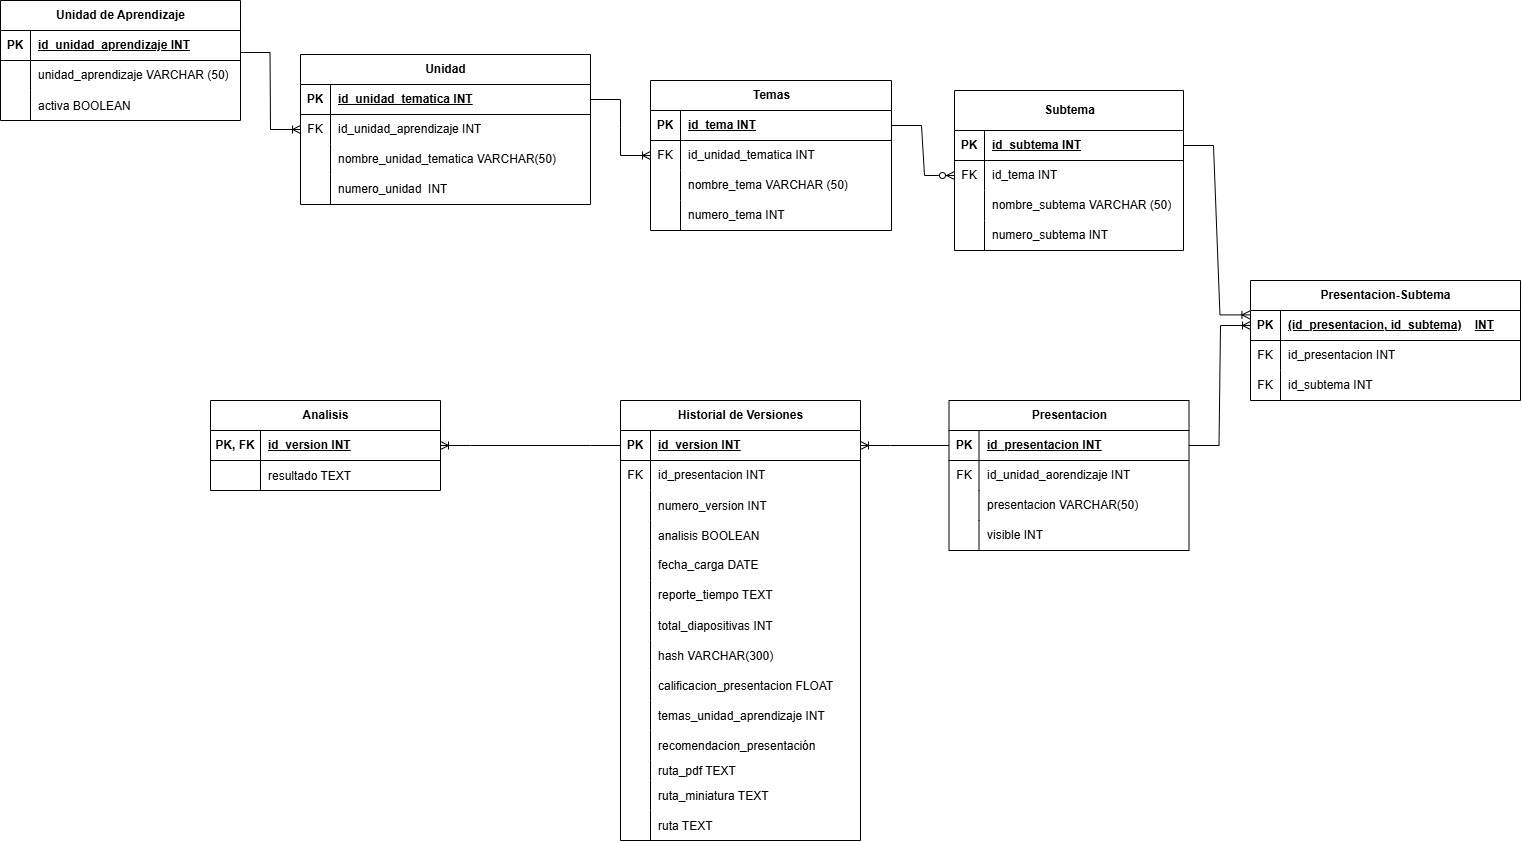 Unidad de Aprendizaje
PK id_unidad_aprendizaje INT
unidad_aprendizaje VARCHAR (50)
activa BOOLEAN
Unidad
PK id_unidad_tematica INT
FK id_unidad_aprendizaje INT
nombre_unidad_tematica VARCHAR(50)
numero_unidad INT
Temas
PK id_tema INT
FK id_unidad_tematica INT
nombre_tema VARCHAR (50)
numero_tema INT
Subtema
PK id_subtema INT
FK id_tema INT
nombre_subtema VARCHAR (50)
numero_subtema INT
Presentacion-Subtema
PK (id_presentacion, id_subtema) INT
FK id_presentacion INT
FK id_subtema INT
Analisis
PK, FK id_version INT
resultado TEXT
Historial de Versiones
PK id_version INT
FK id_presentacion INT
numero_version INT
analisis BOOLEAN
fecha_carga DATE
reporte_tiempo TEXT
total_diapositivas INT
hash VARCHAR(300)
calificacion_presentacion FLOAT
temas_unidad_aprendizaje INT
recomendacion_presentación
ruta_pdf TEXT
ruta_miniatura TEXT
ruta TEXT
Presentacion
PK id_presentacion INT
FK id_unidad_aorendizaje INT
presentacion VARCHAR(50)
visible INT